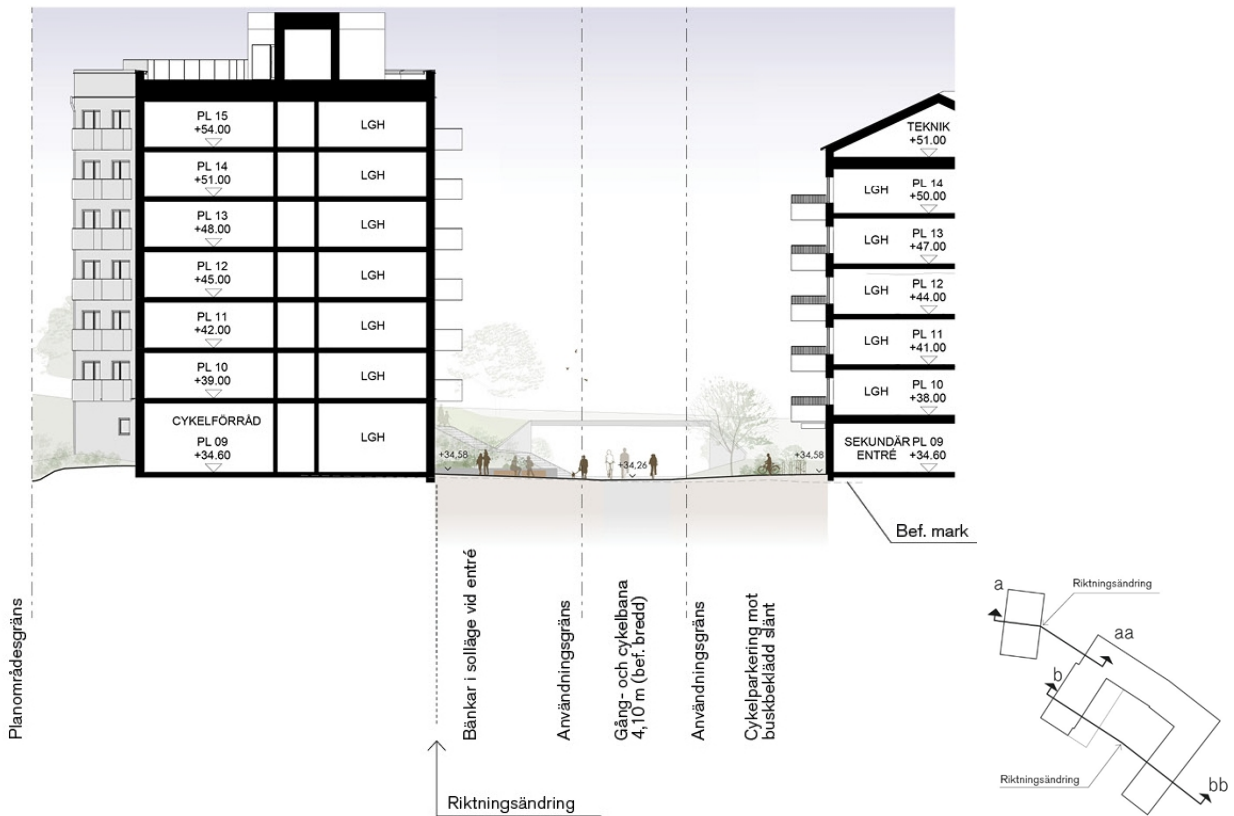 PL 15
+54.00
LGH
PL 14
+51.00
LGH
PL 13
+48.00
LGH
PL 12
+45.00
LGH
PL 11
+42.00
LGH
PL 10
+39.00
LGH
CYKELFÖRRÅD
PL 09
+34.60
LGH
TEKNIK
+51.00
LGH PL 14
+50.00
LGH PL 13
+47.00
LGH PL 12
+44.00
LGH PL 11
+41.00
LGH PL 10
+38.00
SEKUNDÄR PL 09
ENTRÉ +34.60
+34,58
+34,26
+34,58
Bef. mark
Planområdesgräns
Bänkar i solläge vid entré
Användningsgräns
Gång- och cykelbana
4,10 m (bef. bredd)
Användningsgräns
Cykelparkering mot
buskbeklädd slänt
Riktningsändring
a
Riktningsändring
aa
b
Riktningsändring
bb